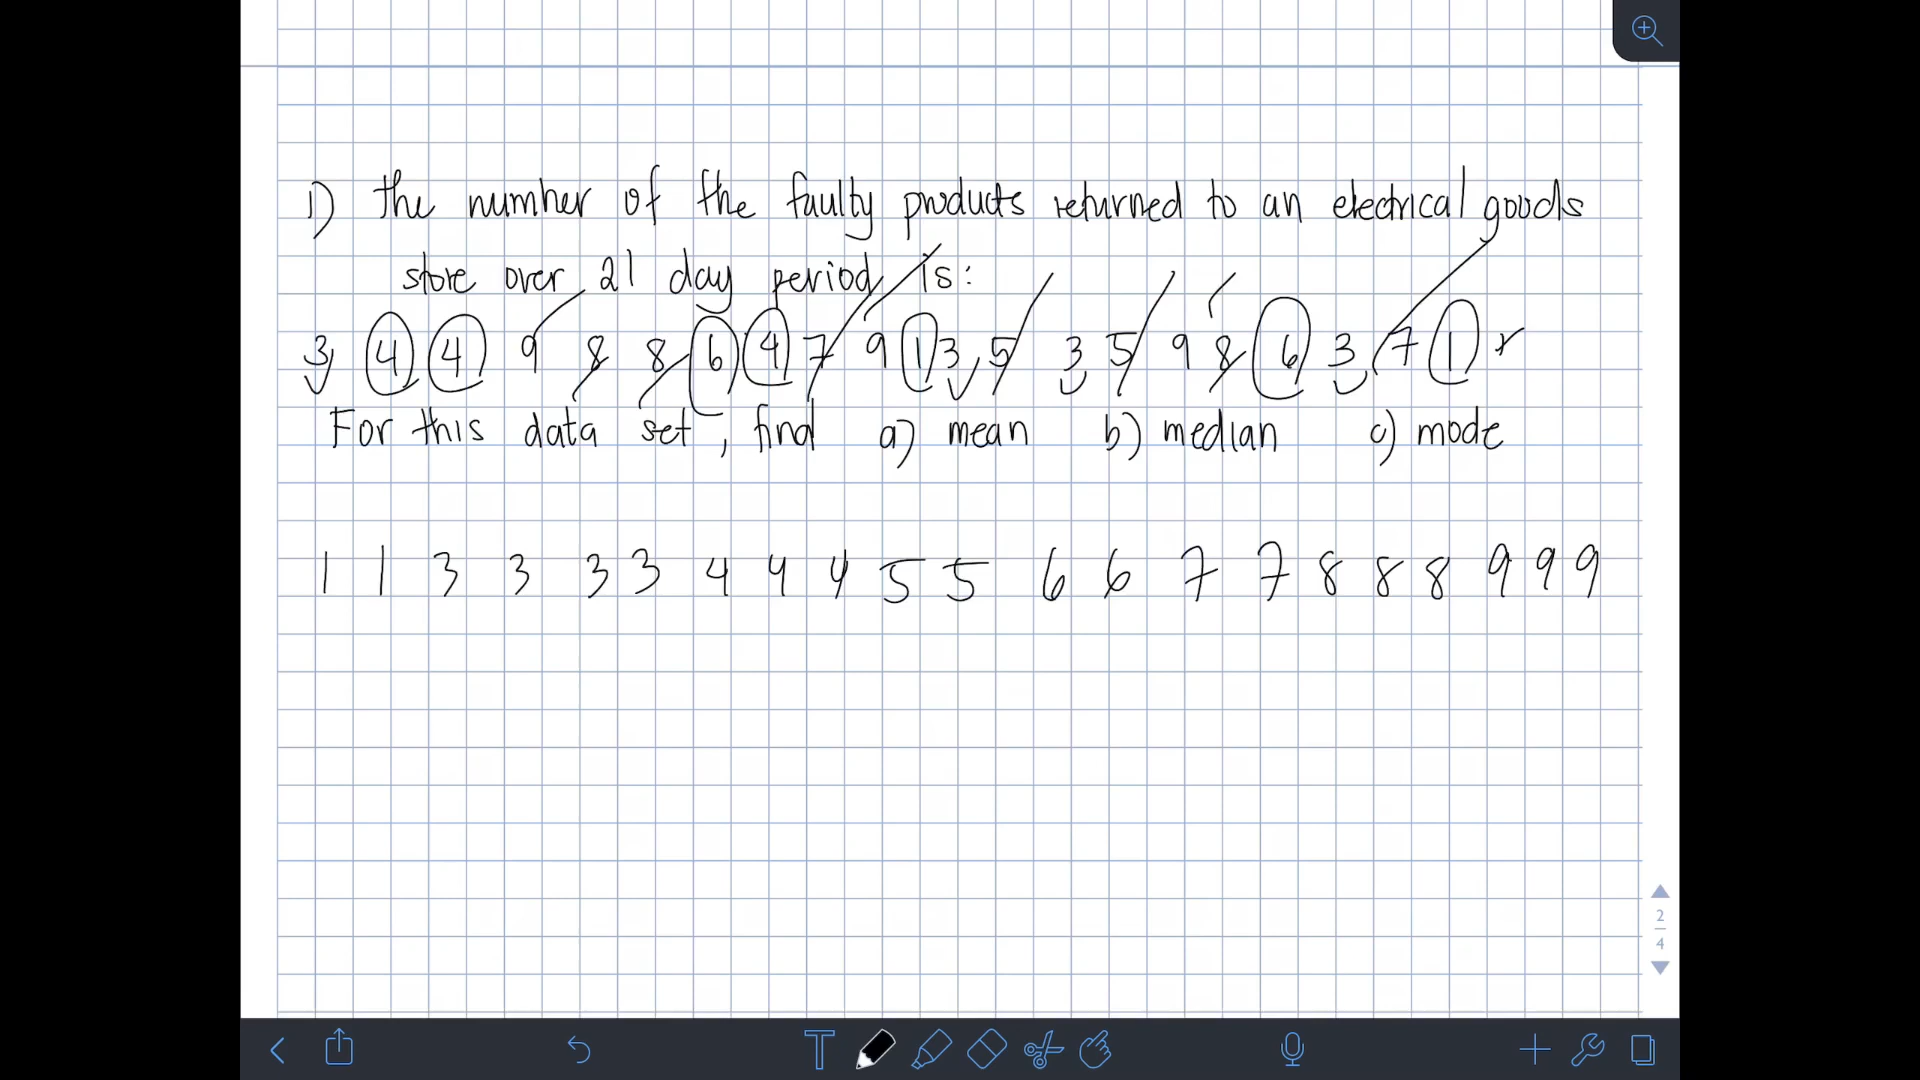 1) the number of the faulty products returned to an electrical goods
store over 21 day period is:
3 4 4 9 8 8 6 4 7 9 1 3 5 3 5 9 8 6 3 7 1
For this data set, find a) mean b) median c) mode
1 1 3 3 3 3 4 4 4 5 5 6 6 7 7 8 8 8 9 9 9
2
4